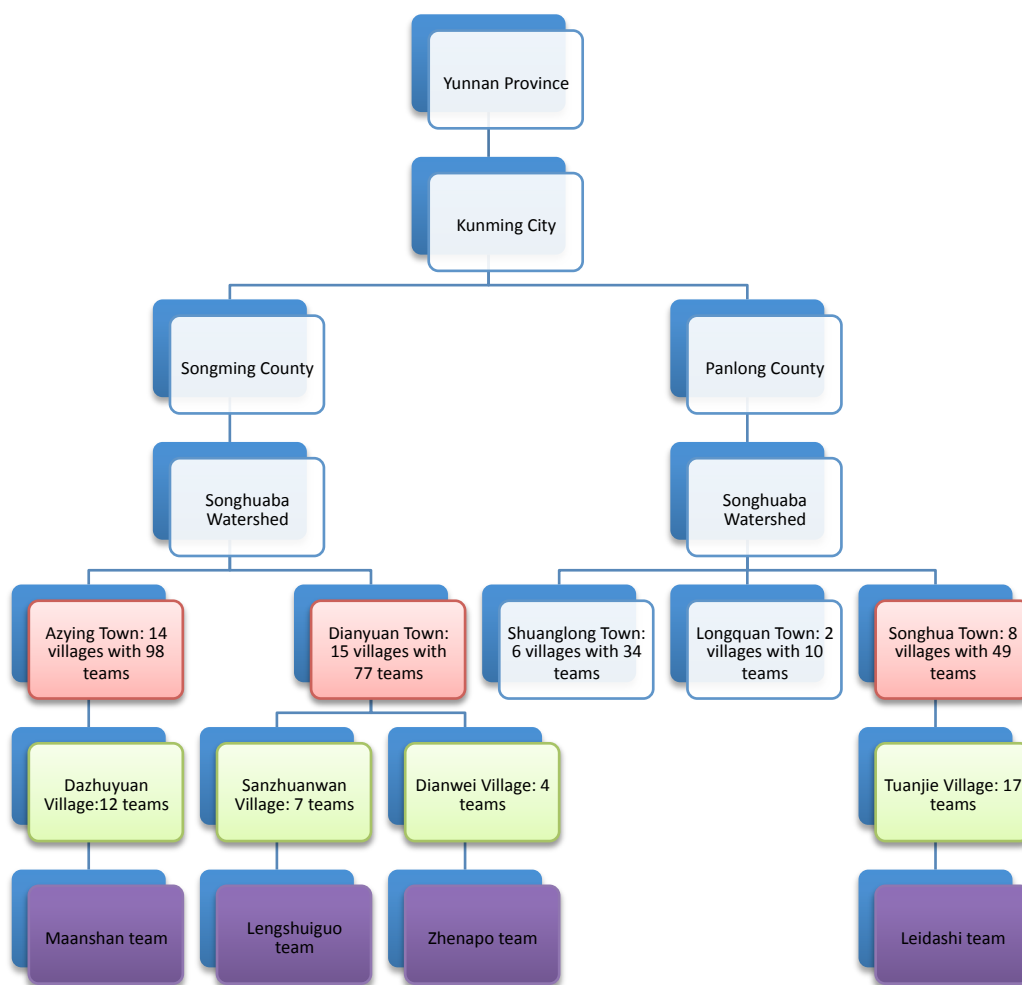 Yunnan Province
Kunming City
Songming County
Panlong County
Songhuaba
Watershed
Songhuaba
Watershed
Azying Town: 14
villages with 98
teams
Dianyuan Town:
15 villages with
77 teams
Shuanglong Town:
6 villages with 34
teams
Longquan Town: 2
villages with 10
teams
Songhua Town: 8
villages with 49
teams
Dazhuyuan
Village:12 teams
Sanzhuanwan
Village: 7 teams
Dianwei Village: 4
teams
Tuanjie Village: 17
teams
Maanshan team
Lengshuiguo
team
Zhenapo team
Leidashi team